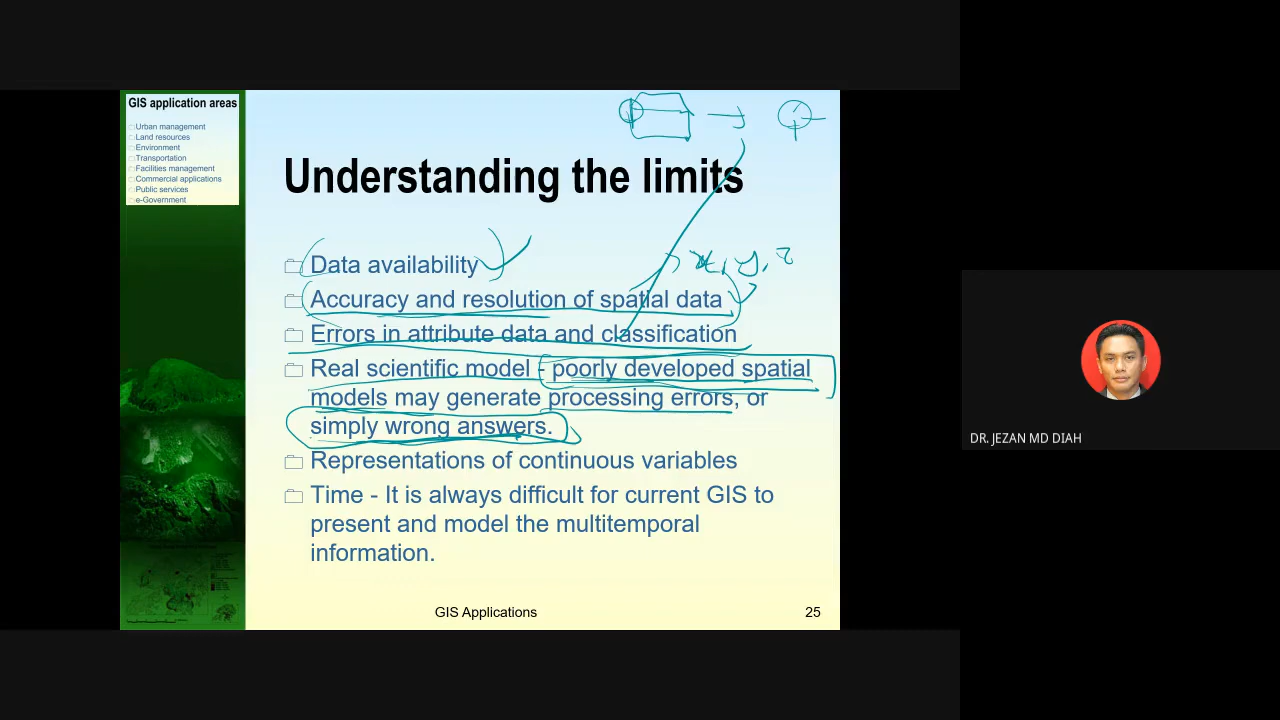 GIS application areas
Urban management
Land resources
Environment
Transportation
Facilities management
Commercial applications
Public services
e-Government
Understanding the limits
Data availability
x, y, z
Accuracy and resolution of spatial data
Errors in attribute data and classification
Real scientific model - poorly developed spatial
models may generate processing errors, or
simply wrong answers.
Representations of continuous variables
Time - It is always difficult for current GIS to
present and model the multitemporal
information.
GIS Applications
25
DR. JEZAN MD DIAH